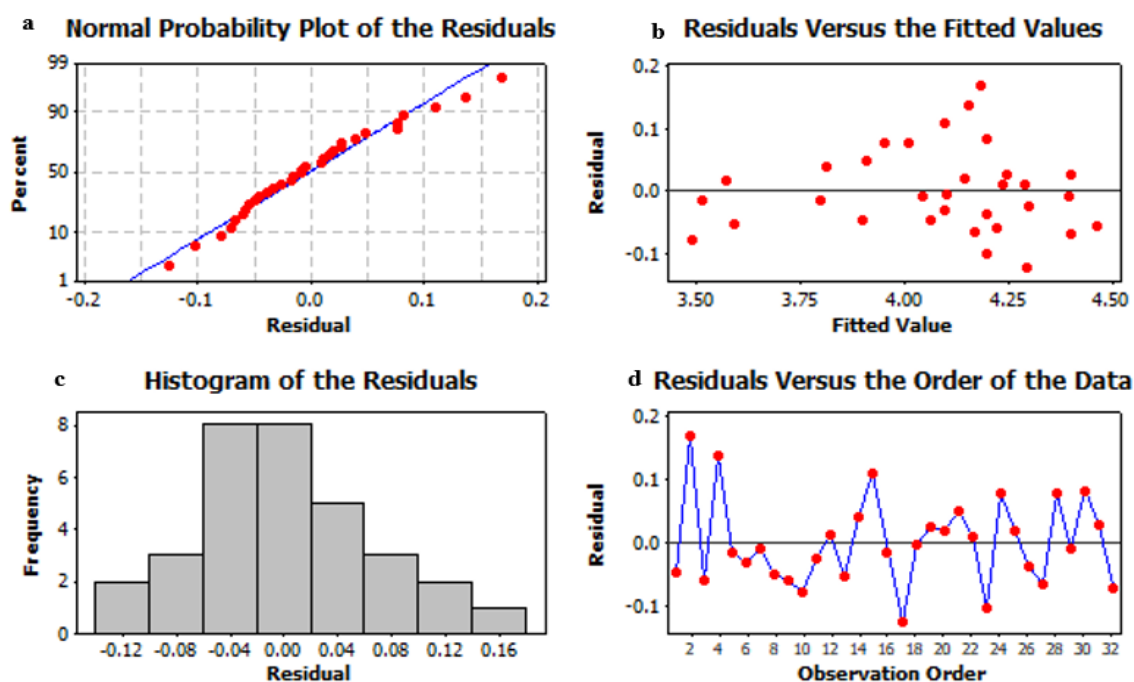 a Normal Probability Plot of the Residuals
99
90
50
10
1
Percent
-0.2 -0.1 0.0 0.1 0.2
Residual
b Residuals Versus the Fitted Values
0.2
0.1
0.0
-0.1
Residual
3.50 3.75 4.00 4.25 4.50
Fitted Value
c Histogram of the Residuals
8
6
4
2
0
Frequency
-0.12 -0.08 -0.04 0.00 0.04 0.08 0.12 0.16
Residual
d Residuals Versus the Order of the Data
0.2
0.1
0.0
-0.1
Residual
2 4 6 8 10 12 14 16 18 20 22 24 26 28 30 32
Observation Order